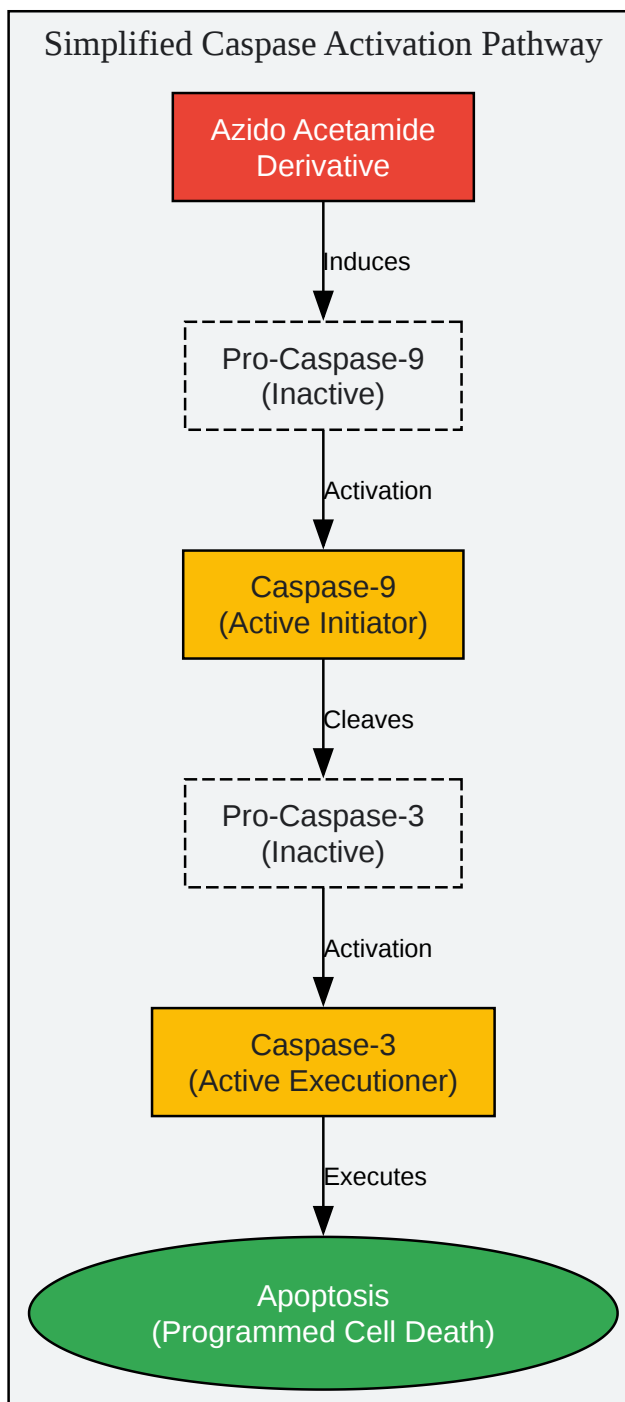 Simplified Caspase Activation Pathway
Azido Acetamide
Derivative
Induces
Pro-Caspase-9
(Inactive)
Activation
Caspase-9
(Active Initiator)
Cleaves
Pro-Caspase-3
(Inactive)
Activation
Caspase-3
(Active Executioner)
Executes
Apoptosis
(Programmed Cell Death)